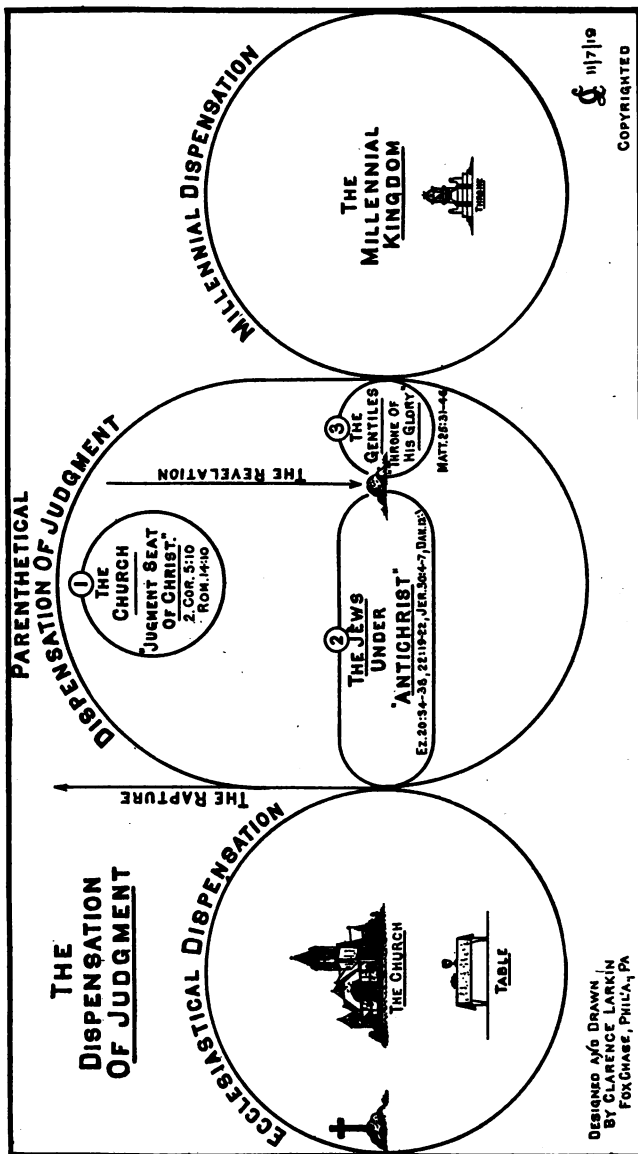 THE
DISPENSATION
OF JUDGMENT
ECCLESIASTICAL DISPENSATION
THE CHURCH
TABLE
DESIGNED AND DRAWN
BY CLARENCE LARKIN
FOX CHASE, PHIL'A, PA
THE RAPTURE
PARENTHETICAL
DISPENSATION OF JUDGMENT
1
THE
CHURCH
"JUDGMENT SEAT
OF CHRIST."
2. COR. 5:10
ROM. 14:10
2
THE JEWS
UNDER
"ANTICHRIST"
EZ. 20:34-38, 22:19-22, JER. 30:4-7, DAN.
THE REVELATION
3
THE
GENTILES
"THRONE OF
HIS GLORY"
MATT. 25:31-46
MILLENNIAL DISPENSATION
THE
MILLENNIAL
KINGDOM
THRONE
11/7/19
COPYRIGHTED